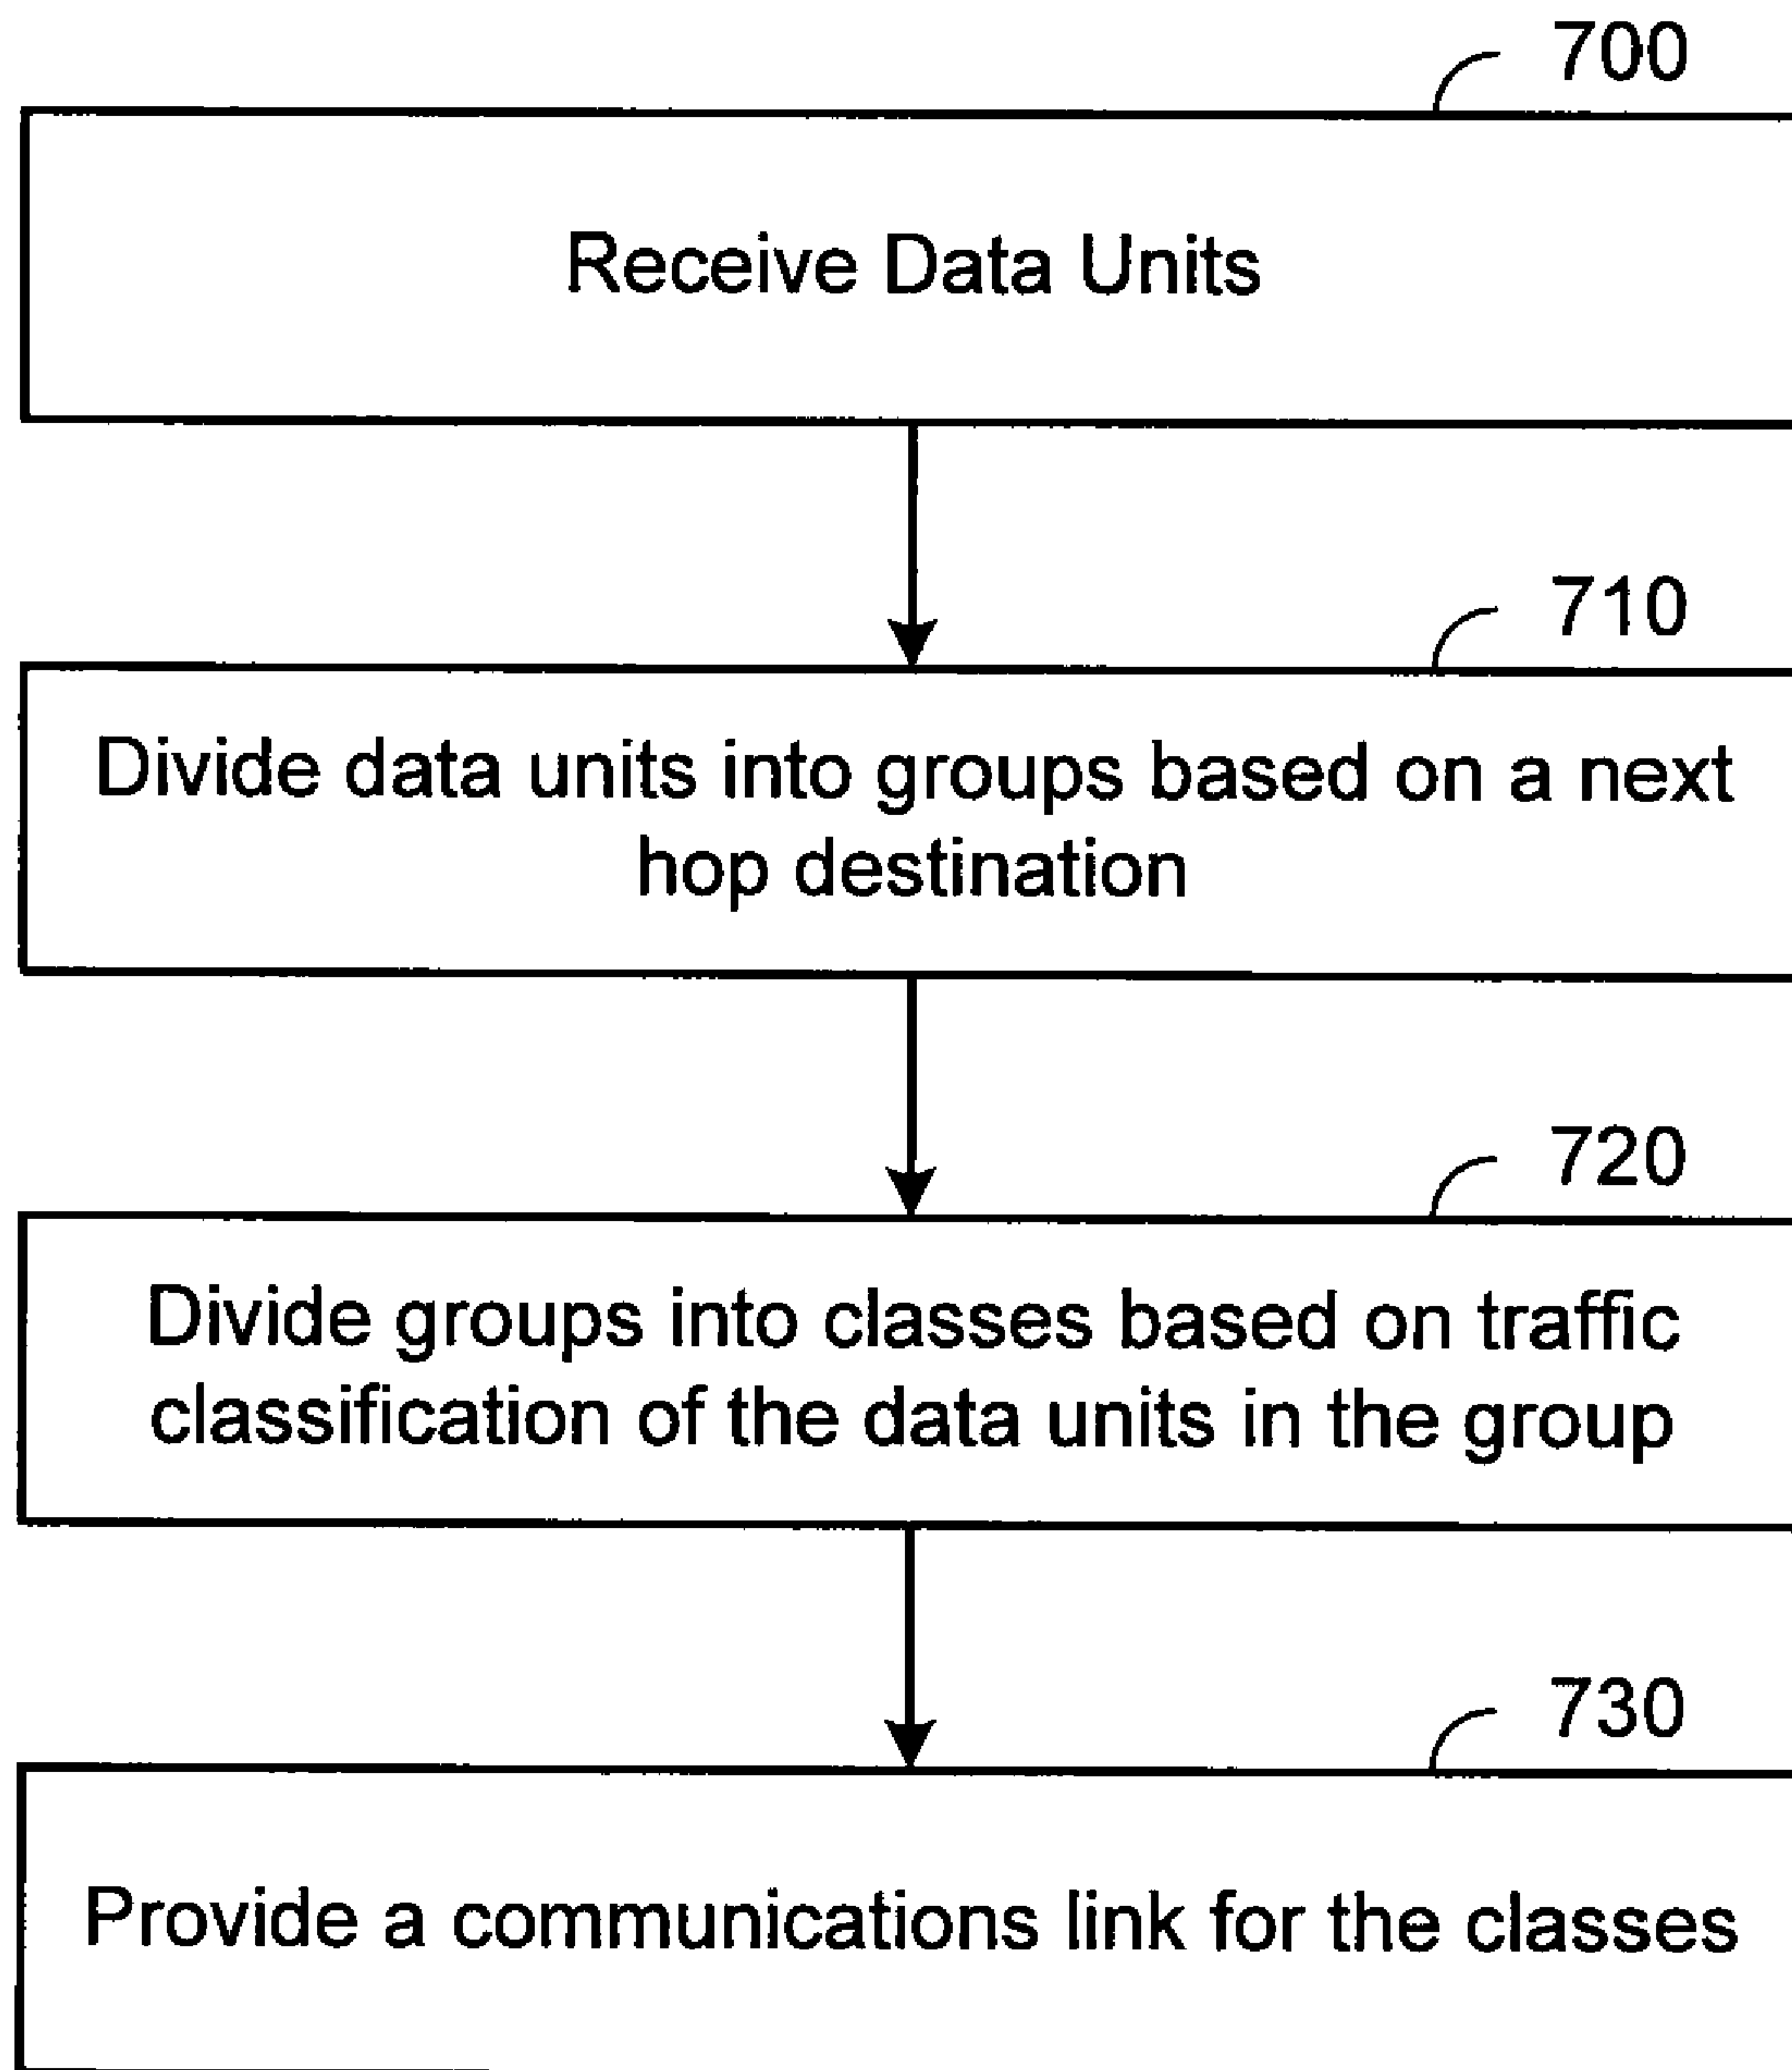 700
Receive Data Units
710
Divide data units into groups based on a next
hop destination
720
Divide groups into classes based on traffic
classification of the data units in the group
730
Provide a communications link for the classes